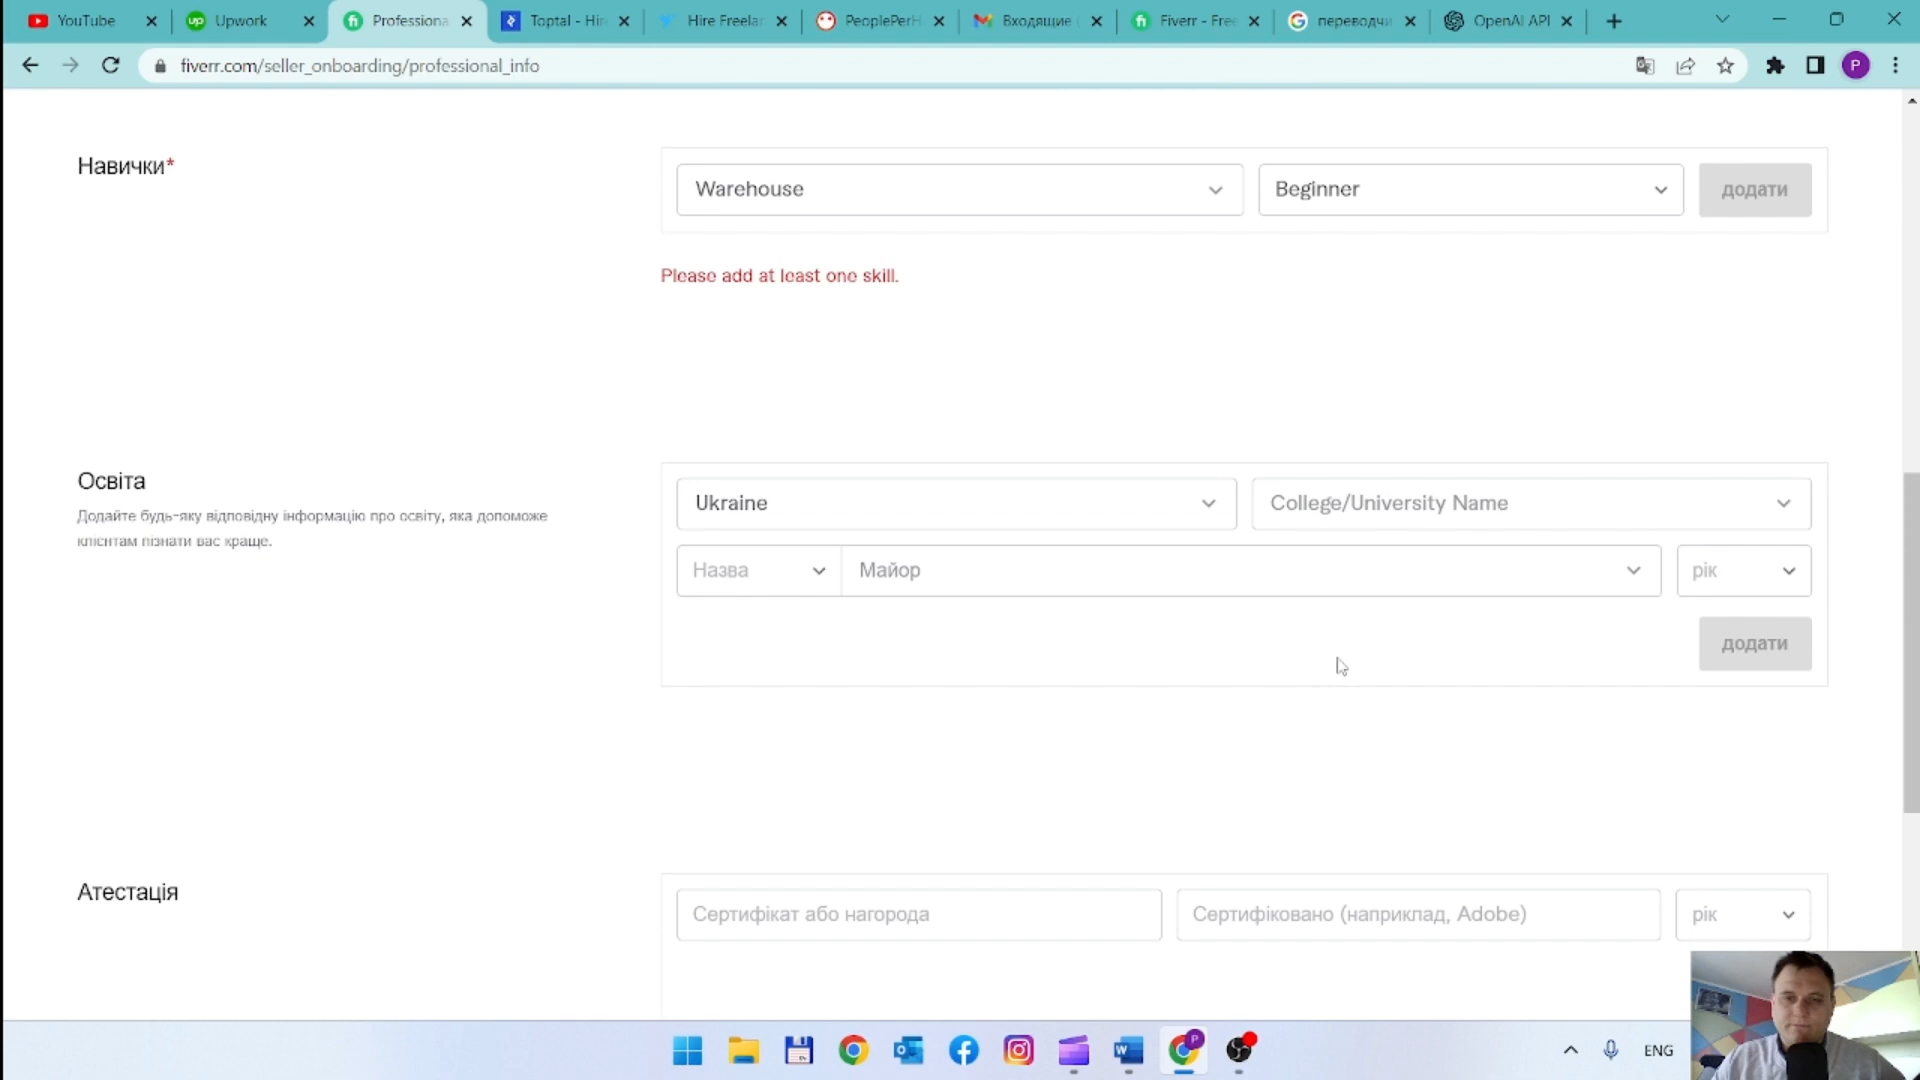 YouTube
Upwork
Professiona
Toptal - Hir
Hire Freelar
PeoplePerH
Входящие
Fiverr - Free
переводчи
OpenAI API
fiverr.com/seller_onboarding/professional_info
P
Навички*
Warehouse
Beginner
додати
Please add at least one skill.
Освіта
Додайте будь-яку відповідну інформацію про освіту, яка допоможе
клієнтам пізнати вас краще.
Ukraine
College/University Name
Назва
Майор
рік
додати
Атестація
Сертифікат або нагорода
Сертифіковано (наприклад, Adobe)
рік
ENG